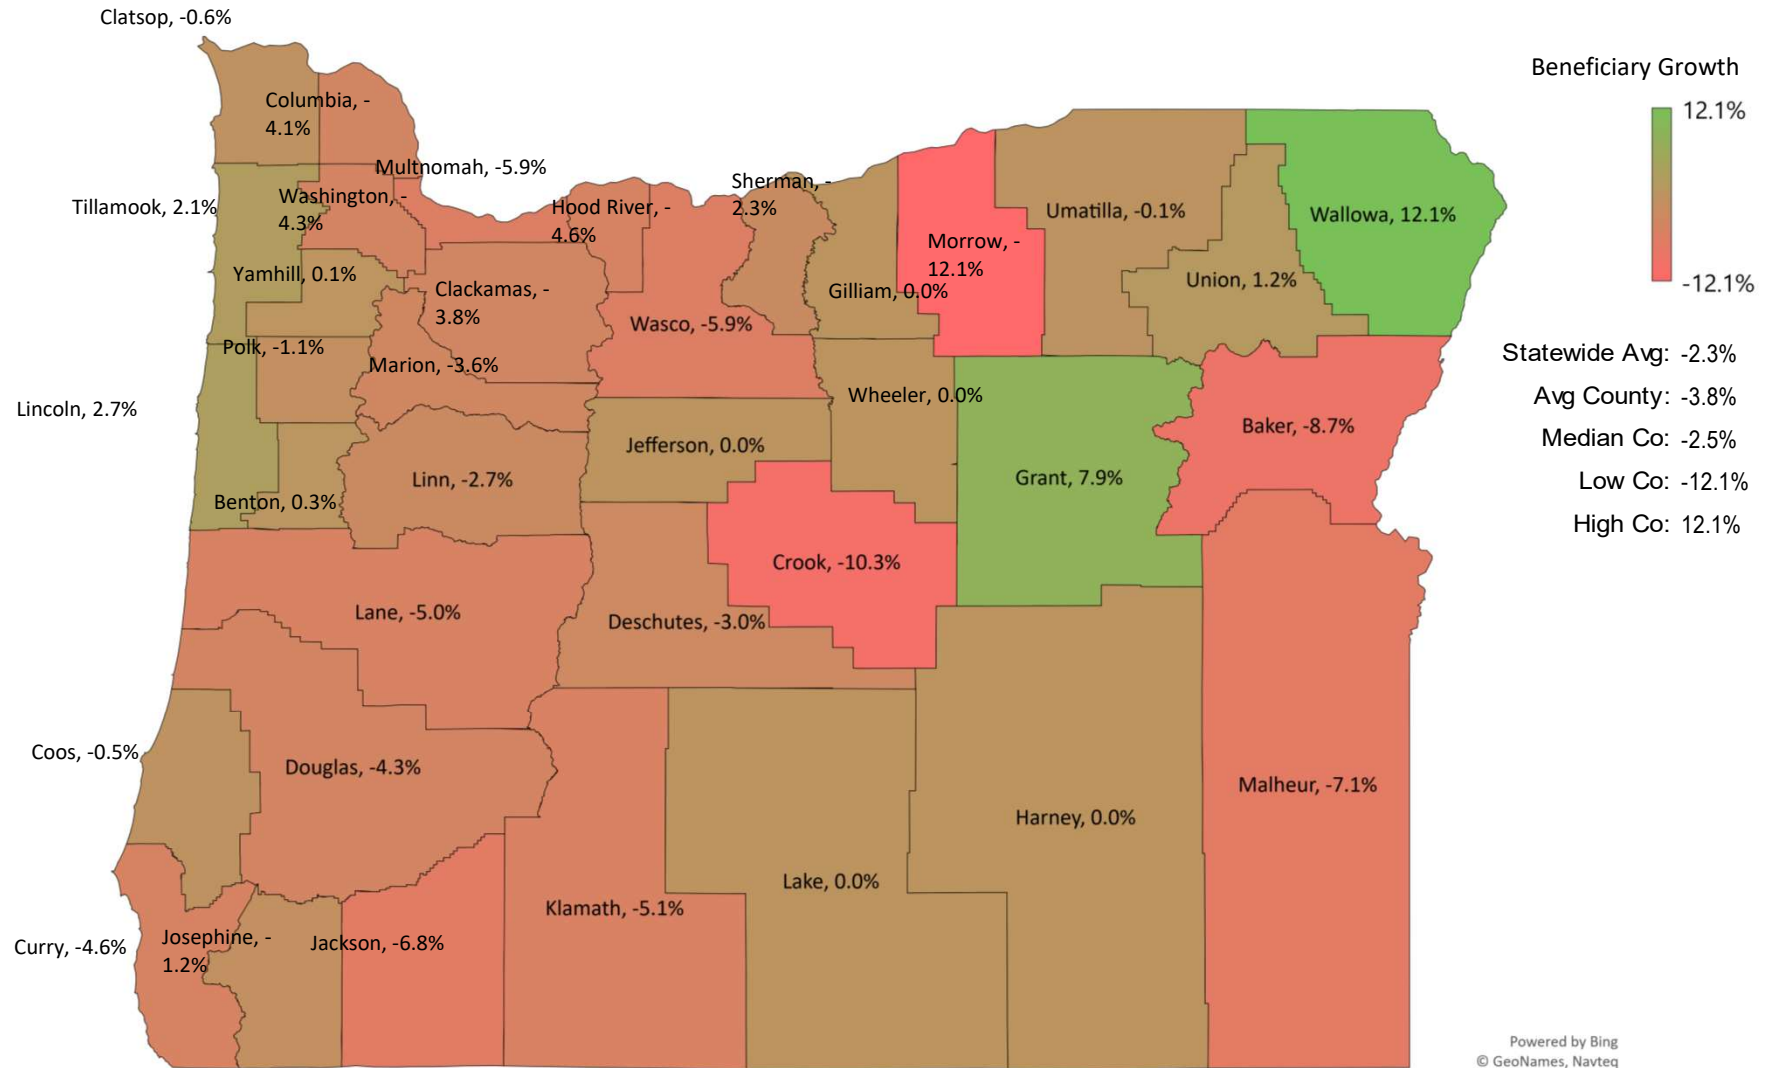 Clatsop, -0.6%
Beneficiary Growth
Columbia, -
4.1%
12.1%
Multnomah, -5.9%
Sherman, -
2.3%
Washington, -
4.3%
Tillamook, 2.1%
Hood River, -
4.6%
Umatilla, -0.1%
Wallowa, 12.1%
Morrow, -
12.1%
Yamhill, 0.1%
Union, 1.2%
-12.1%
Clackamas, -
3.8%
Gilliam, 0.0%
Wasco, -5.9%
Polk, -1.1%
Statewide Avg: -2.3%
Marion, -3.6%
Wheeler, 0.0%
Avg County: -3.8%
Lincoln, 2.7%
Baker, -8.7%
Median Co: -2.5%
Jefferson, 0.0%
Linn, -2.7%
Grant, 7.9%
Low Co: -12.1%
Benton, 0.3%
High Co: 12.1%
Crook, -10.3%
Lane, -5.0%
Deschutes, -3.0%
Coos, -0.5%
Douglas, -4.3%
Malheur, -7.1%
Harney, 0.0%
Lake, 0.0%
Klamath, -5.1%
Curry, -4.6%
Josephine, -
1.2%
Jackson, -6.8%
Powered by Bing
© GeoNames, Navteq